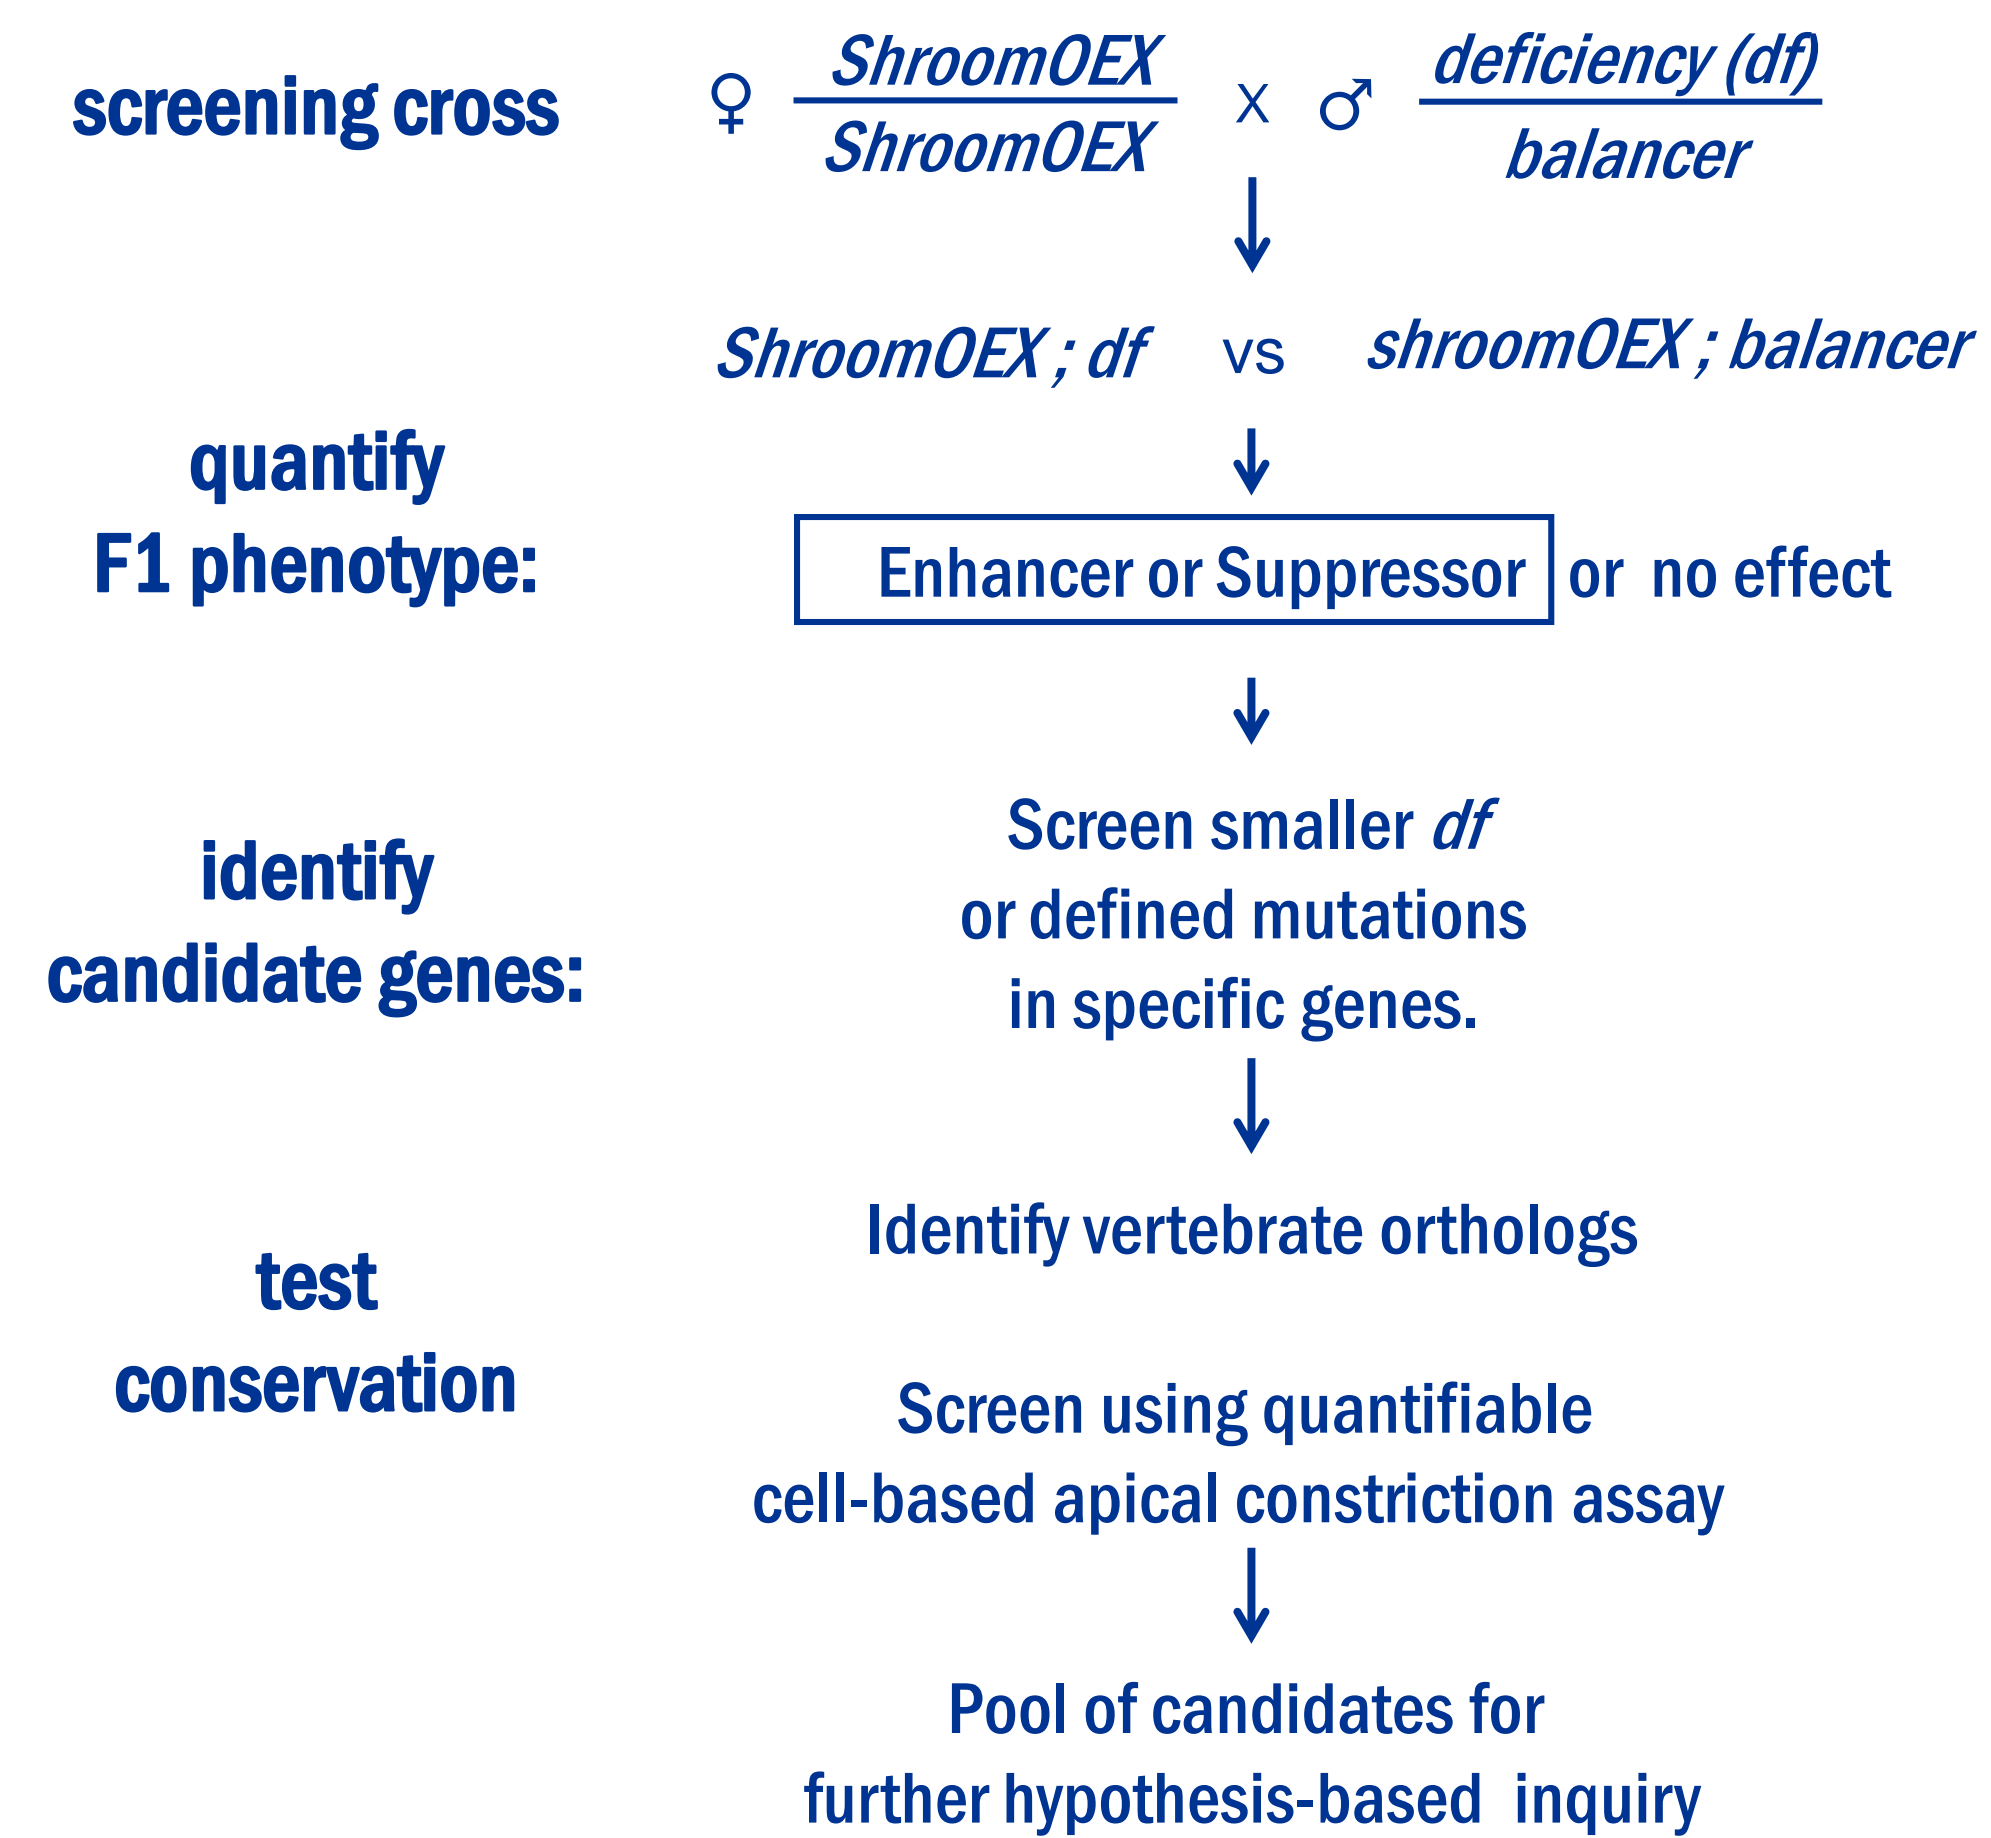 screening cross ♀ ShroomOEX X ♂ deficiency (df)
ShroomOEX balancer
ShroomOEX ; df vs shroomOEX ; balancer
quantify
F1 phenotype: Enhancer or Suppressor or no effect
identify
candidate genes:
Screen smaller df
or defined mutations
in specific genes.
test
conservation
Identify vertebrate orthologs
Screen using quantifiable
cell-based apical constriction assay
Pool of candidates for
further hypothesis-based inquiry